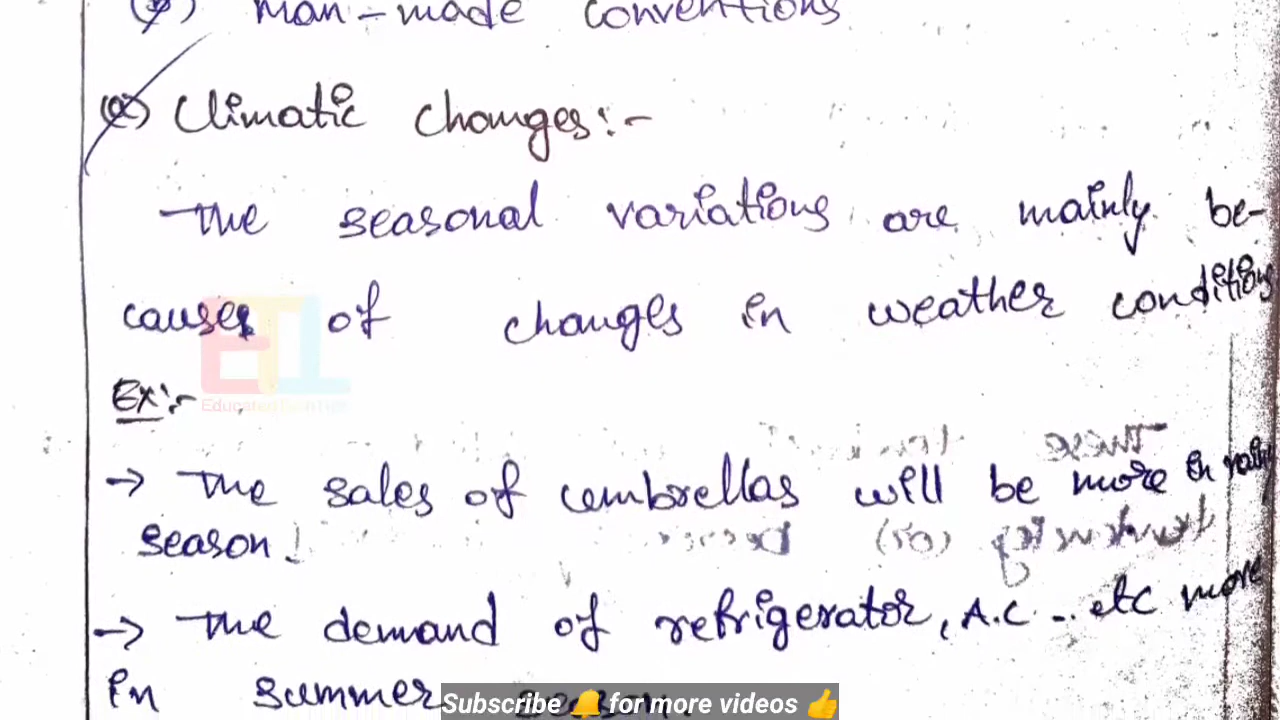 man-made conventions
(a) Climatic changes:-
The seasonal variations are mainly be-
causes of changes in weather conditions
Ex:-
→ The sales of umbrellas will be more in rainy
season.
→ The demand of refrigerator, A.C... etc more
in summer season.
Subscribe 🔔 for more videos 👍